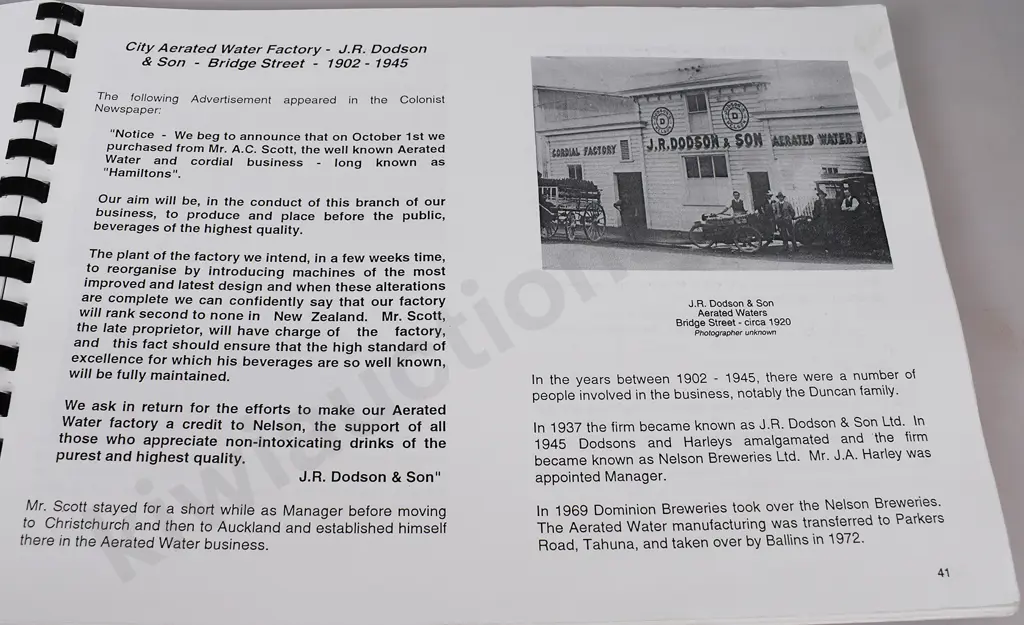 City Aerated Water Factory - J.R. Dodson
& Son - Bridge Street - 1902 - 1945
The following Advertisement appeared in the Colonist
Newspaper:
"Notice - We beg to announce that on October 1st we
purchased from Mr. A.C. Scott, the well known Aerated
Water and cordial business - long known as
"Hamiltons".
Our aim will be, in the conduct of this branch of our
business, to produce and place before the public,
beverages of the highest quality.
The plant of the factory we intend, in a few weeks time,
to reorganise by introducing machines of the most
improved and latest design and when these alterations
are complete we can confidently say that our factory
will rank second to none in New Zealand. Mr. Scott,
the late proprietor, will have charge of the factory,
and this fact should ensure that the high standard of
excellence for which his beverages are so well known,
will be fully maintained.
We ask in return for the efforts to make our Aerated
Water factory a credit to Nelson, the support of all
those who appreciate non-intoxicating drinks of the
purest and highest quality.
J.R. Dodson & Son"
Mr. Scott stayed for a short while as Manager before moving
to Christchurch and then to Auckland and established himself
there in the Aerated Water business.
D
D
CORDIAL FACTORY
J.R.DODSON & SON
AERATED WATER
J.R. Dodson & Son
Aerated Waters
Bridge Street - circa 1920
Photographer unknown
In the years between 1902 - 1945, there were a number of
people involved in the business, notably the Duncan family.
In 1937 the firm became known as J.R. Dodson & Son Ltd. In
1945 Dodsons and Harleys amalgamated and the firm
became known as Nelson Breweries Ltd. Mr. J.A. Harley was
appointed Manager.
In 1969 Dominion Breweries took over the Nelson Breweries.
The Aerated Water manufacturing was transferred to Parkers
Road, Tahuna, and taken over by Ballins in 1972.
41